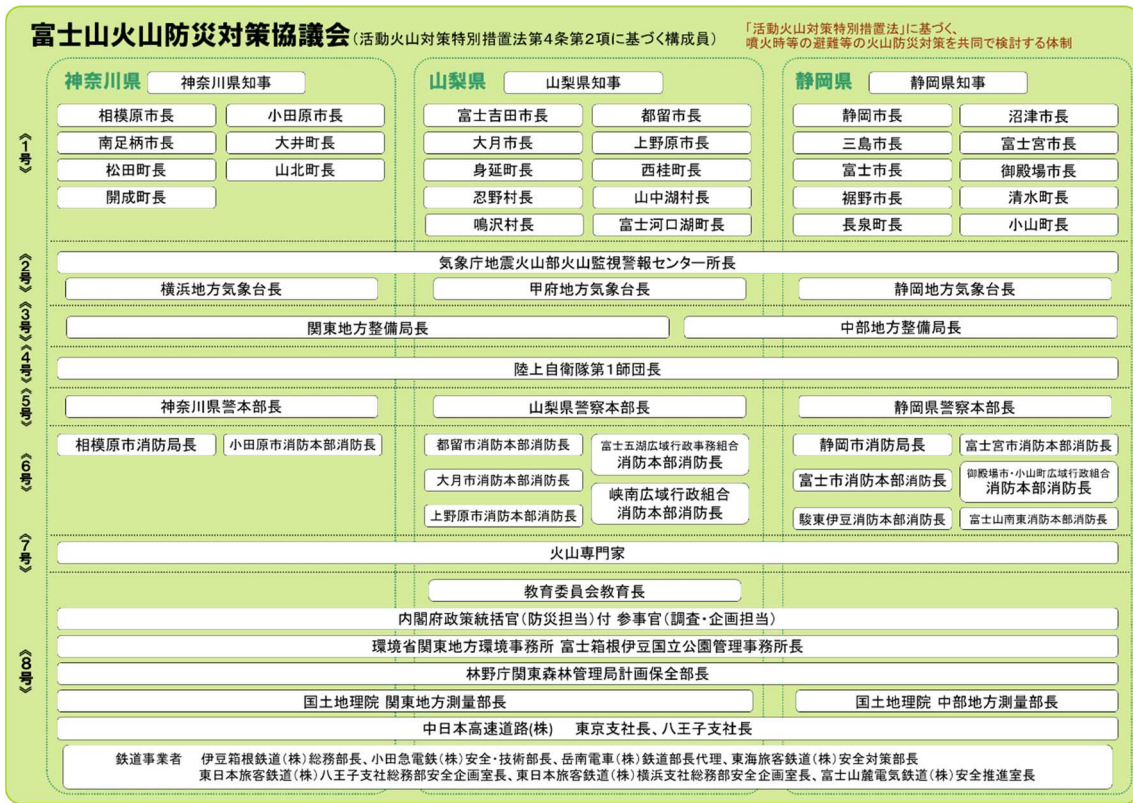 富士山火山防災対策協議会(活動火山対策特別措置法第4条第2項に基づく構成員)
「活動火山対策特別措置法」に基づく、
噴火時等の避難等の火山防災対策を共同で検討する体制
神奈川県 神奈川県知事
山梨県 山梨県知事
静岡県 静岡県知事
《1号》
相模原市長 小田原市長
南足柄市長 大井町長
松田町長 山北町長
開成町長
富士吉田市長 都留市長
大月市長 上野原市長
身延町長 西桂町長
忍野村長 山中湖村長
鳴沢村長 富士河口湖町長
静岡市長 沼津市長
三島市長 富士宮市長
富士市長 御殿場市長
裾野市長 清水町長
長泉町長 小山町長
《2号》
気象庁地震火山部火山監視警報センター所長
横浜地方気象台長 甲府地方気象台長 静岡地方気象台長
《3号》
関東地方整備局長 中部地方整備局長
《4号》
陸上自衛隊第1師団長
《5号》
神奈川県警本部長 山梨県警察本部長 静岡県警察本部長
《6号》
相模原市消防局長 小田原市消防本部消防長
都留市消防本部消防長
大月市消防本部消防長
上野原市消防本部消防長
富士五湖広域行政事務組合
消防本部消防長
峡南広域行政組合
消防本部消防長
静岡市消防局長 富士宮市消防本部消防長
富士市消防本部消防長
御殿場市・小山町広域行政組合
消防本部消防長
駿東伊豆消防本部消防長 富士山南東消防本部消防長
《7号》
火山専門家
《8号》
教育委員会教育長
内閣府政策統括官(防災担当)付 参事官(調査・企画担当)
環境省関東地方環境事務所 富士箱根伊豆国立公園管理事務所長
林野庁関東森林管理局計画保全部長
国土地理院 関東地方測量部長 国土地理院 中部地方測量部長
中日本高速道路(株) 東京支社長、八王子支社長
鉄道事業者 伊豆箱根鉄道(株)総務部長、小田急電鉄(株)安全・技術部長、岳南電車(株)鉄道部長代理、東海旅客鉄道(株)安全対策部長
東日本旅客鉄道(株)八王子支社総務部安全企画室長、東日本旅客鉄道(株)横浜支社総務部安全企画室長、富士山麓電気鉄道(株)安全推進室長